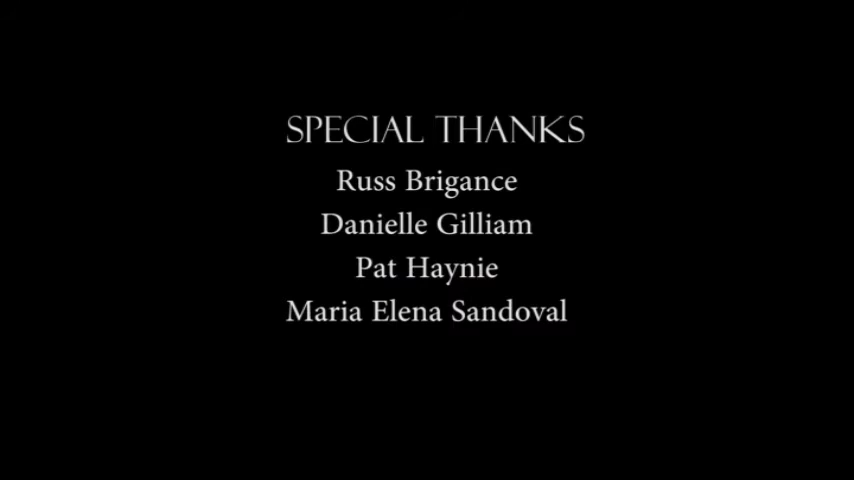 SPECIAL THANKS
Russ Brigance
Danielle Gilliam
Pat Haynie
Maria Elena Sandoval